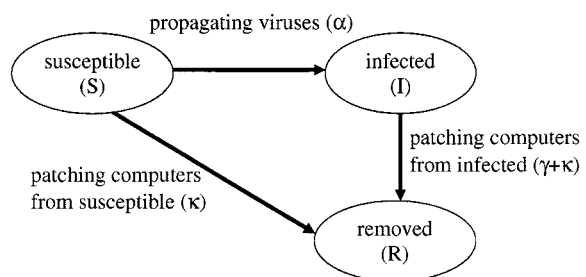 propagating viruses (α)
susceptible
(S)
infected
(I)
patching computers
from infected (γ+κ)
patching computers
from susceptible (κ)
removed
(R)